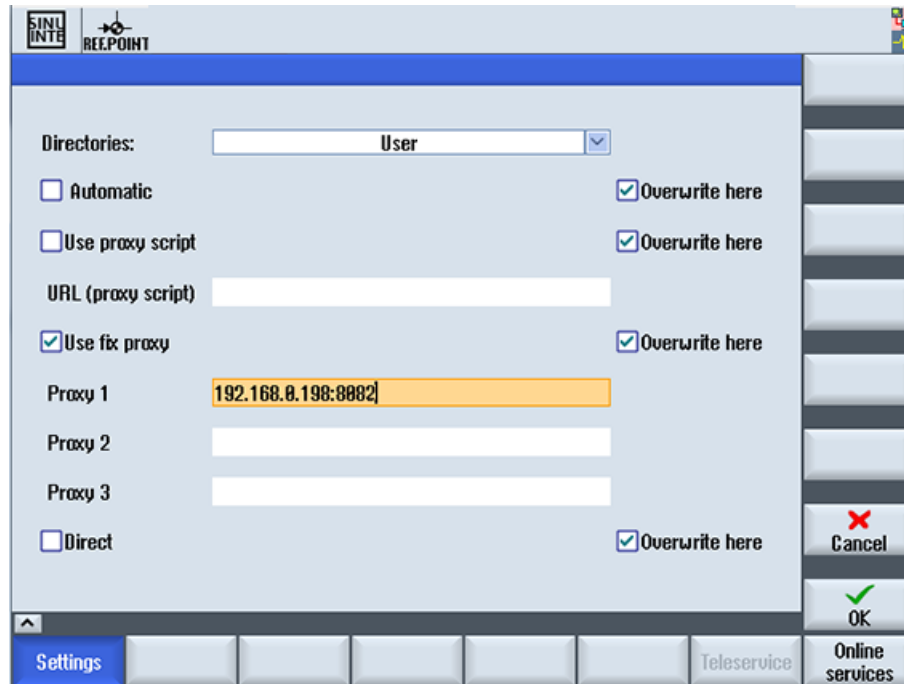 SINU
INTE
REF.POINT
Directories:
User
Automatic
Overwrite here
Use proxy script
Overwrite here
URL (proxy script)
Use fix proxy
Overwrite here
Proxy 1
192.168.0.198:8082
Proxy 2
Proxy 3
Direct
Overwrite here
Cancel
OK
Settings
Teleservice
Online
services